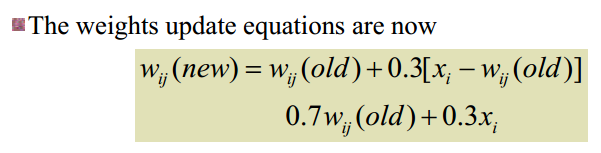 The weights update equations are now
w_ij(new) = w_ij(old) + 0.3[x_i − w_ij(old)]
0.7w_ij(old) + 0.3x_i